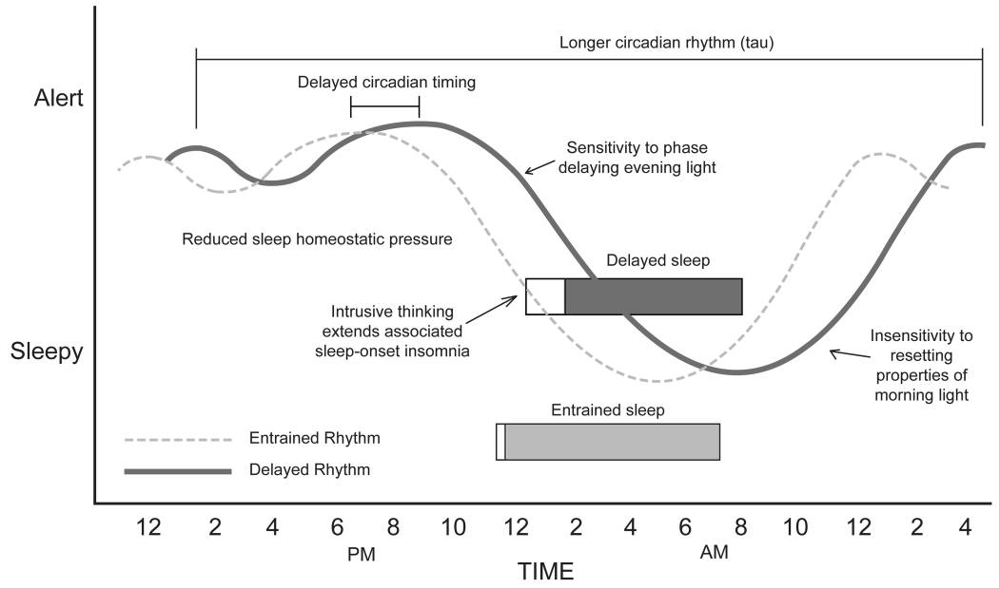 Longer circadian rhythm (tau)
Delayed circadian timing
Alert
Sensitivity to phase
delaying evening light
Reduced sleep homeostatic pressure
Delayed sleep
Intrusive thinking
extends associated
sleep-onset insomnia
Insensitivity to
resetting
properties of
morning light
Sleepy
Entrained sleep
Entrained Rhythm
Delayed Rhythm
12 2 4 6 8 10 12 2 4 6 8 10 12 2 4
PM AM
TIME